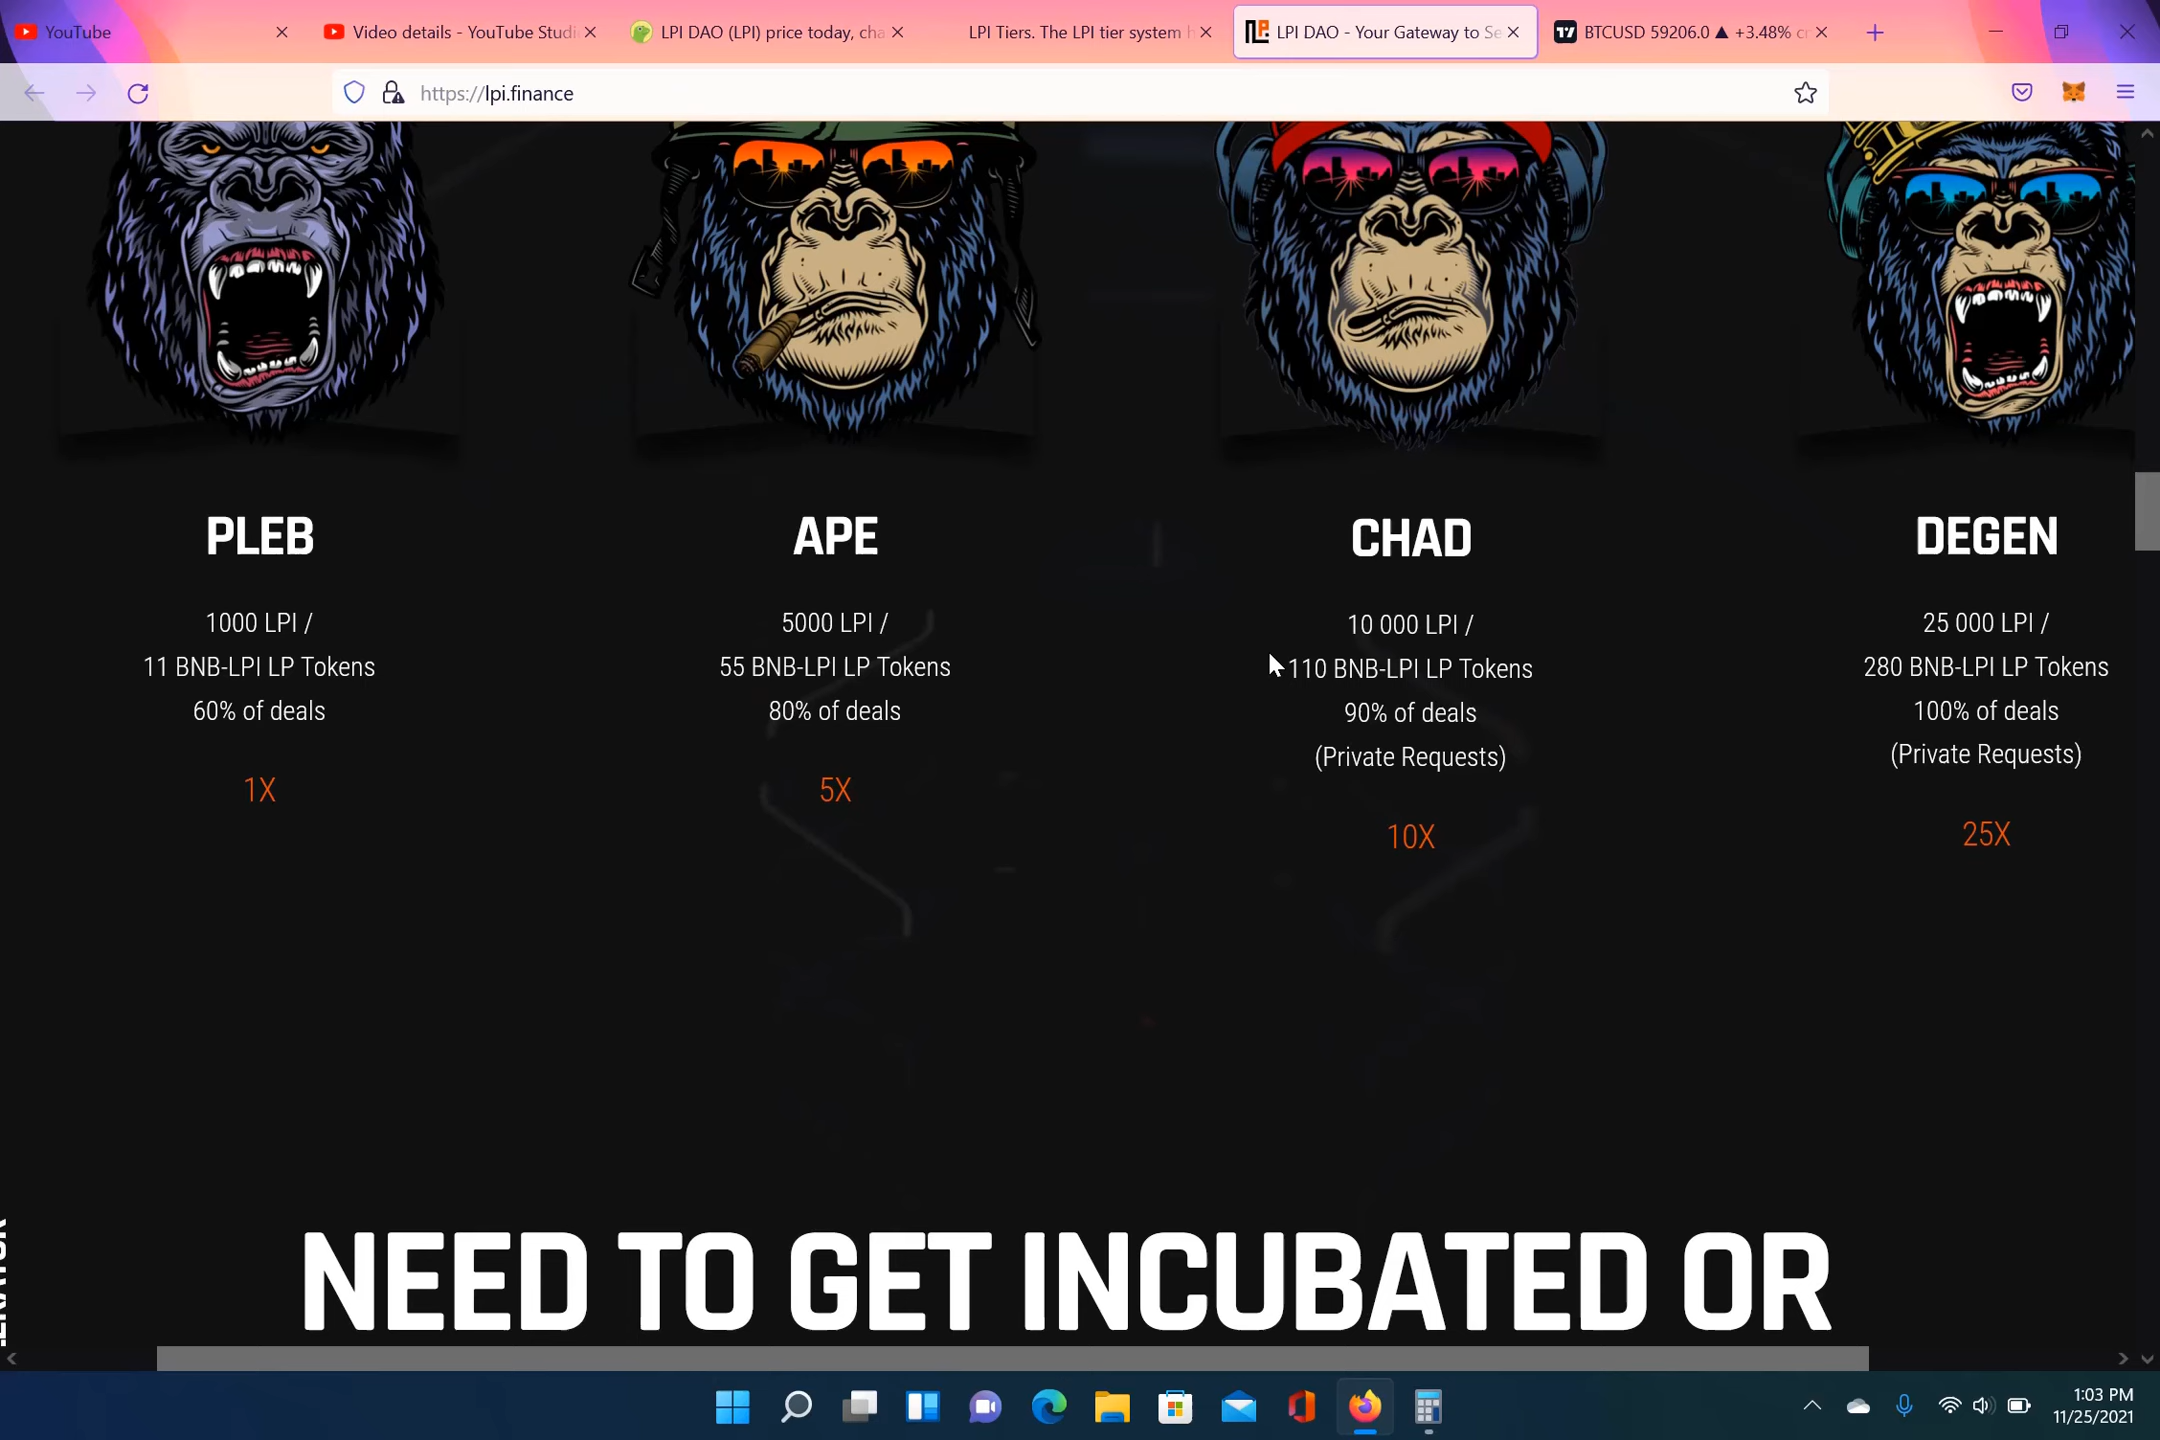 YouTube
Video details - YouTube Studi
LPI DAO (LPI) price today, cha
LPI Tiers. The LPI tier system h
LPI DAO - Your Gateway to Se
BTCUSD 59206.0 ▲ +3.48% c
https://lpi.finance
PLEB
1000 LPI /
11 BNB-LPI LP Tokens
60% of deals
1X
APE
5000 LPI /
55 BNB-LPI LP Tokens
80% of deals
5X
CHAD
10 000 LPI /
110 BNB-LPI LP Tokens
90% of deals
(Private Requests)
10X
DEGEN
25 000 LPI /
280 BNB-LPI LP Tokens
100% of deals
(Private Requests)
25X
NEED TO GET INCUBATED OR
1:03 PM
11/25/2021